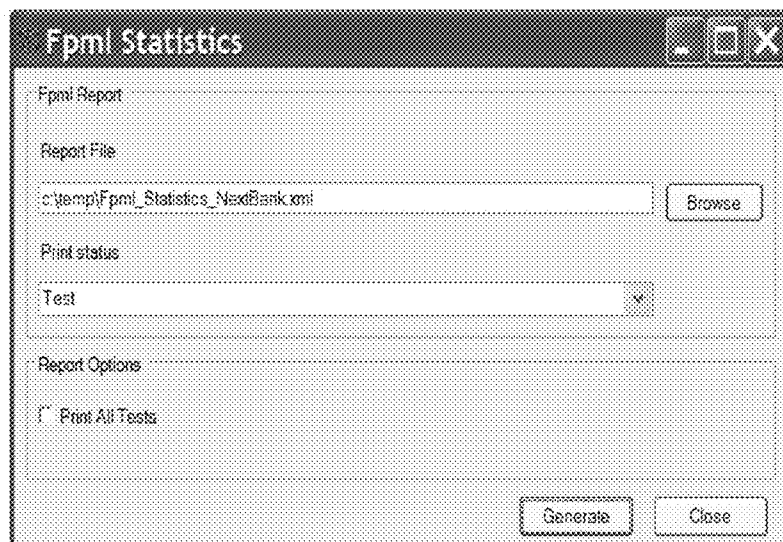 Fpml Statistics
Fpml Report
Report File
c:\temp\Fpml_Statistics_NextBank.xml
Browse
Print status
Test
Report Options
Print All Tests
Generate
Close